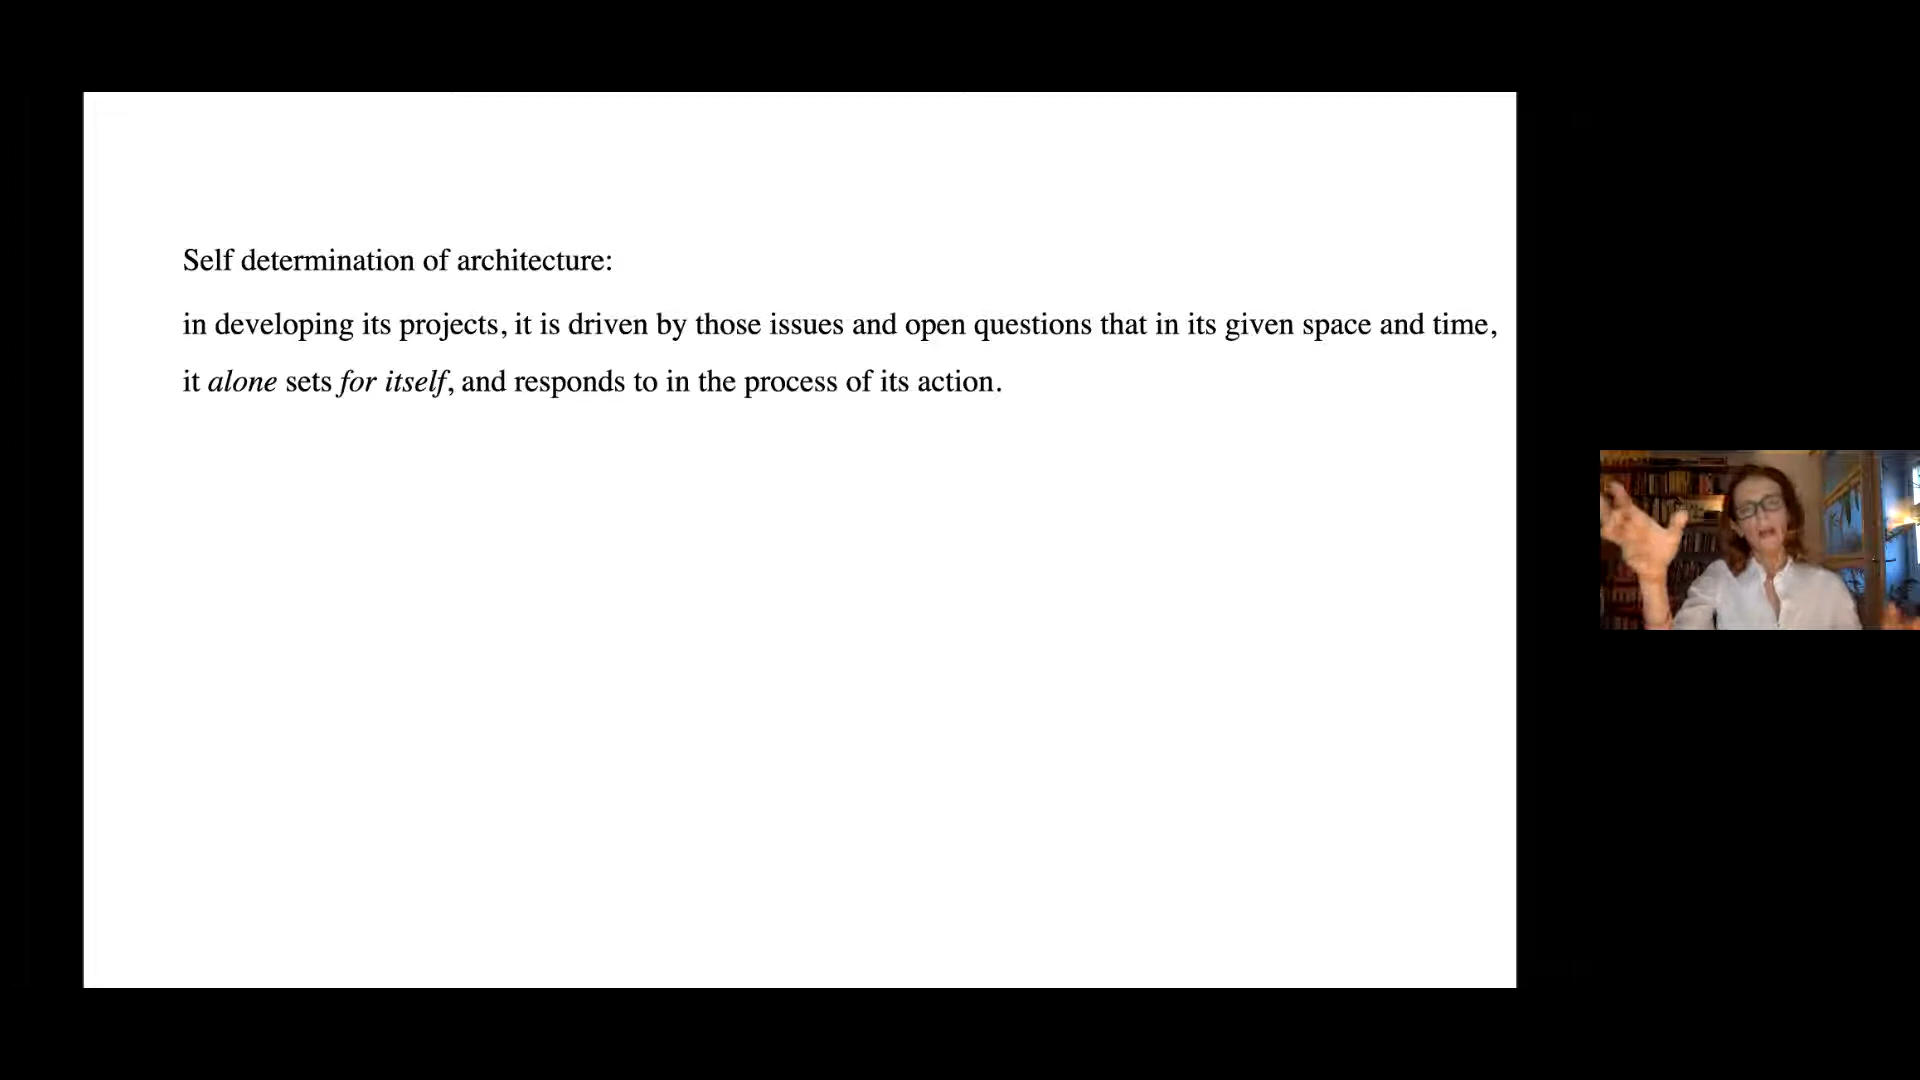 Self determination of architecture:
in developing its projects, it is driven by those issues and open questions that in its given space and time,
it alone sets for itself, and responds to in the process of its action.